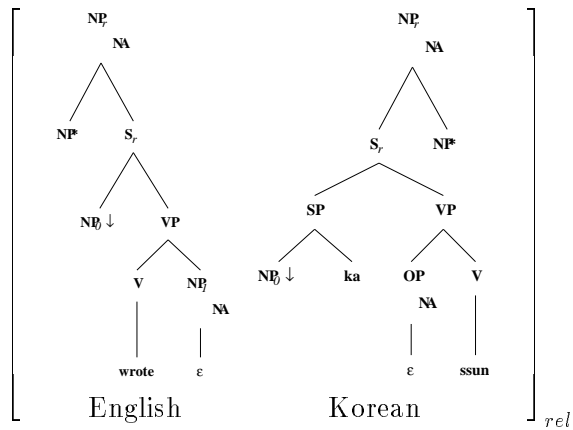 NP_r NP_r
NA NA
NP* S_r S_r NP*
NP_0 ↓ VP SP VP
V NP_1 NP_0 ↓ ka OP V
NA NA
wrote ε ε ssun
English Korean
rel